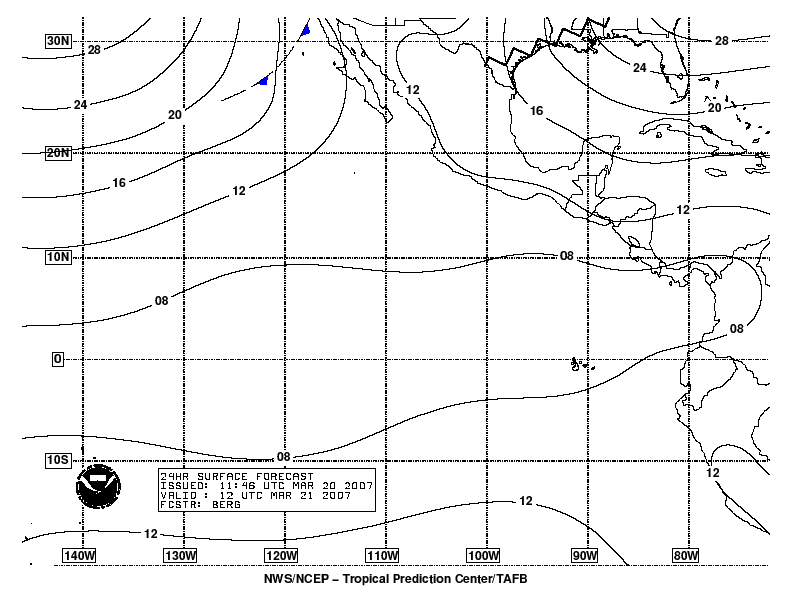 30N
28
28
24
24
12
20
20
16
20N
16
12
12
10N
08
08
08
0
10S
08
12
24HR SURFACE FORECAST
ISSUED: 11:46 UTC MAR 20 2007
VALID : 12 UTC MAR 21 2007
FCSTR: BERG
12
12
140W 130W 120W 110W 100W 90W 80W
NWS/NCEP – Tropical Prediction Center/TAFB